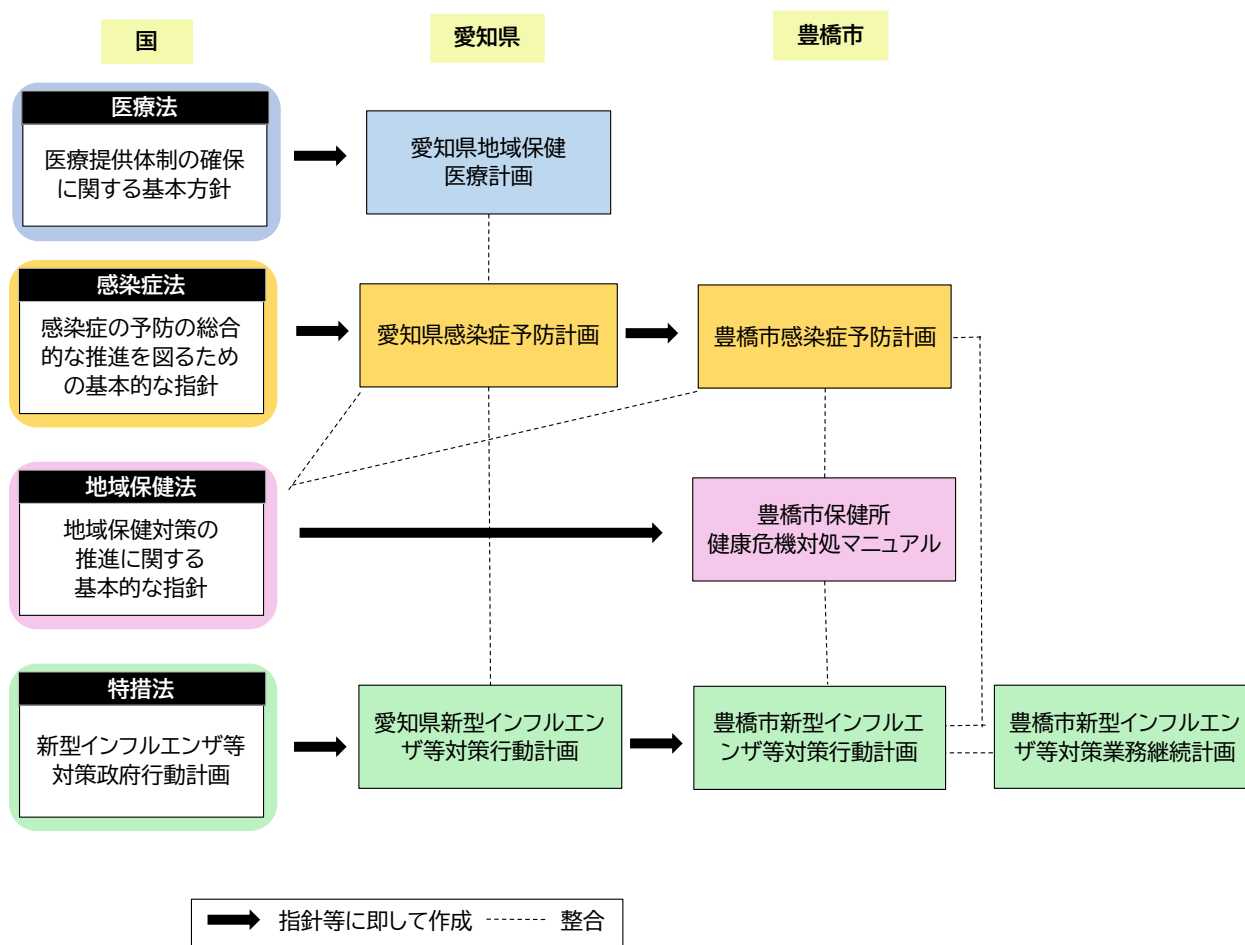 国
愛知県
豊橋市
医療法
医療提供体制の確保
に関する基本方針
愛知県地域保健
医療計画
感染症法
感染症の予防の総合
的な推進を図るため
の基本的な指針
愛知県感染症予防計画
豊橋市感染症予防計画
地域保健法
地域保健対策の
推進に関する
基本的な指針
豊橋市保健所
健康危機対処マニュアル
特措法
新型インフルエンザ等
対策政府行動計画
愛知県新型インフルエン
ザ等対策行動計画
豊橋市新型インフルエ
ンザ等対策行動計画
豊橋市新型インフルエン
ザ等対策業務継続計画
指針等に即して作成
整合